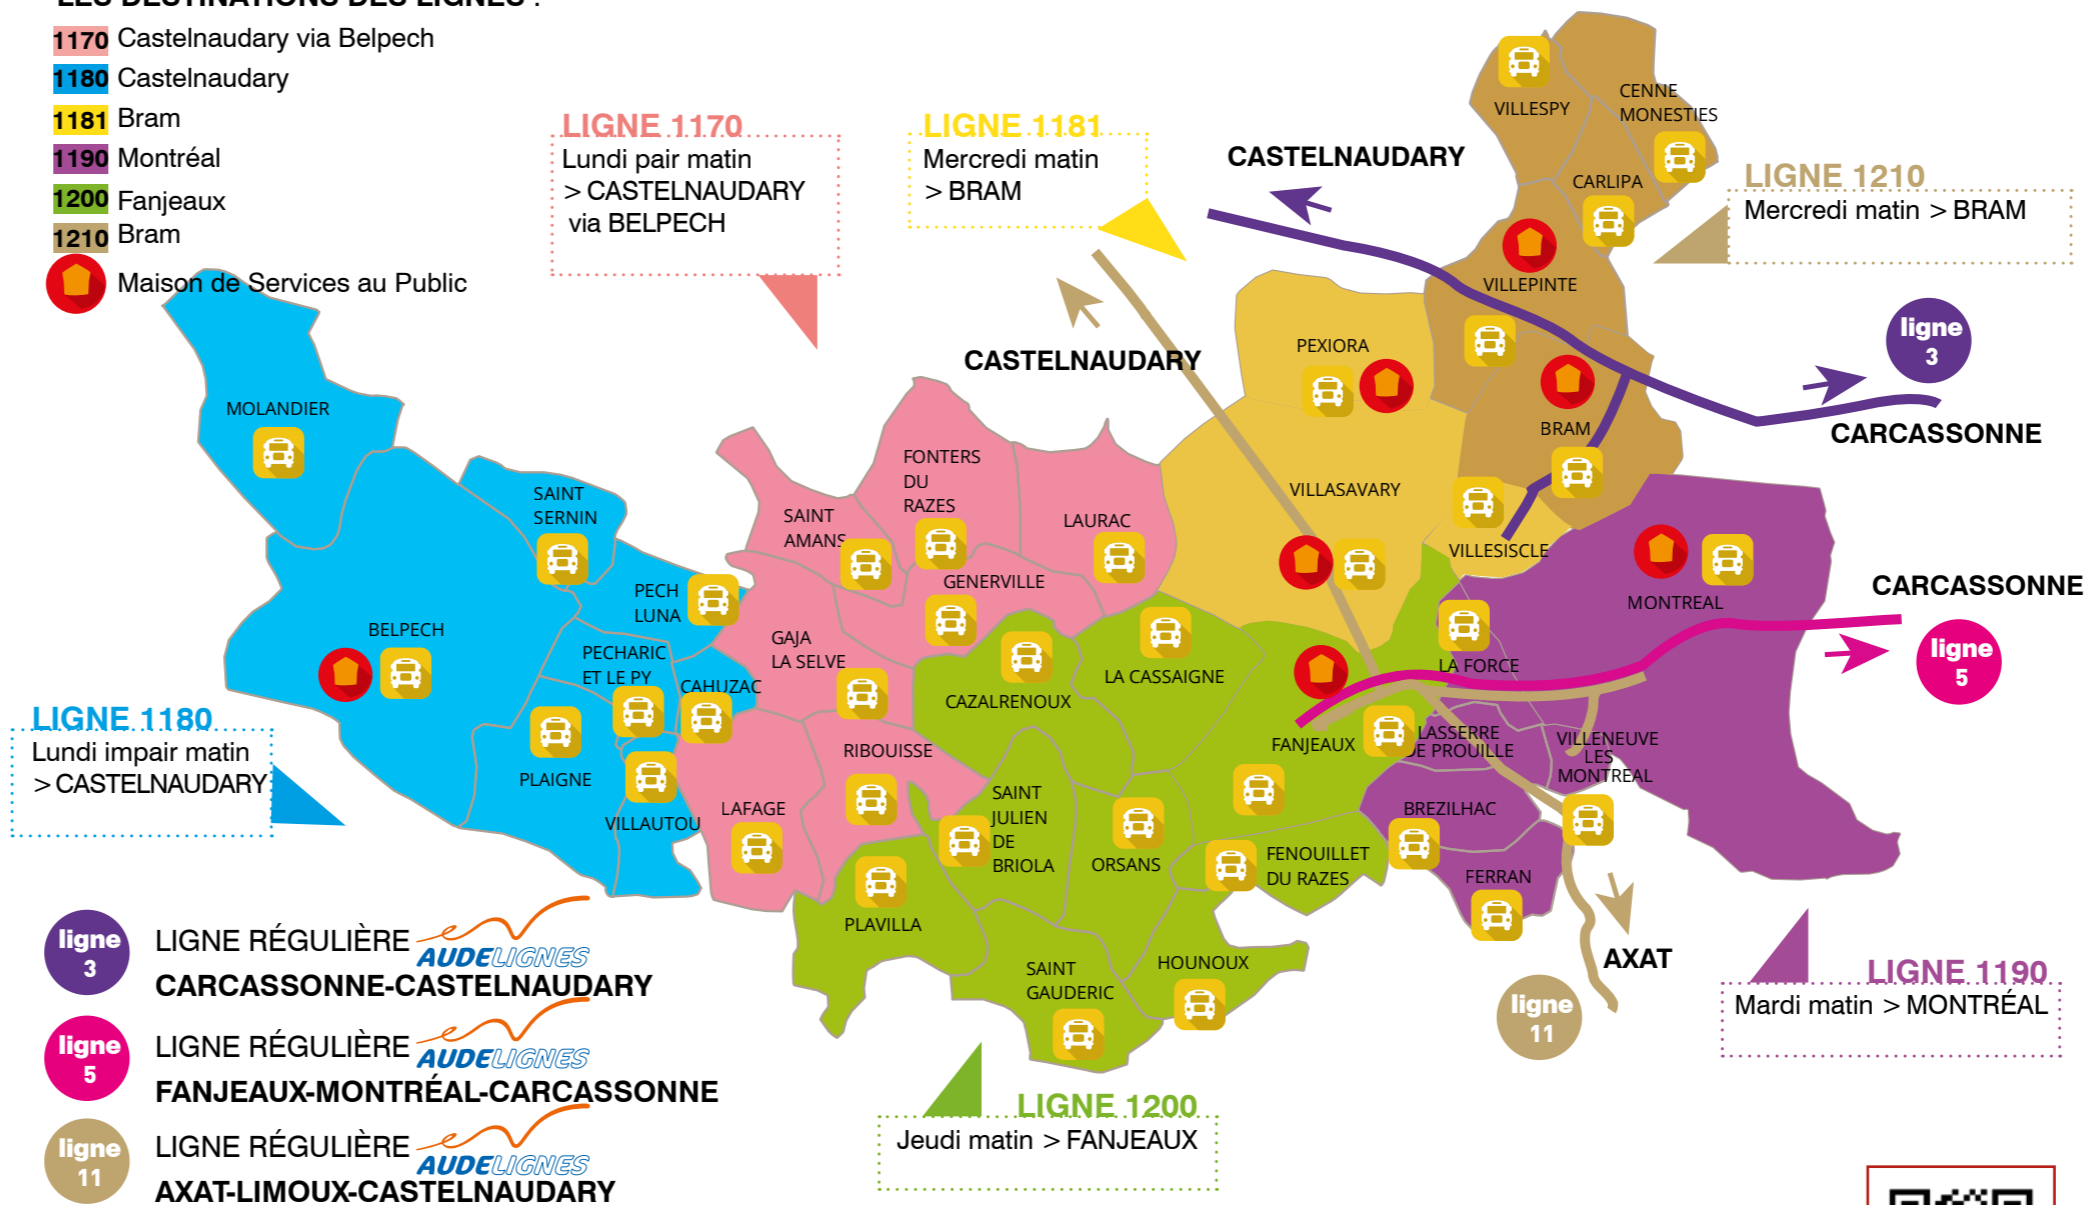 LES DESTINATIONS DES LIGNES :
1170 Castelnaudary via Belpech
1180 Castelnaudary
1181 Bram
1190 Montréal
1200 Fanjeaux
1210 Bram
Maison de Services au Public
LIGNE 1170
Lundi pair matin
> CASTELNAUDARY
via BELPECH
LIGNE 1181
Mercredi matin
> BRAM
CASTELNAUDARY
VILLESPY
CENNE
MONESTIES
CARLIPA
LIGNE 1210
Mercredi matin > BRAM
VILLEPINTE
ligne
3
CARCASSONNE
CASTELNAUDARY
PEXIORA
BRAM
MOLANDIER
SAINT
SERNIN
FONTERS
DU
RAZES
SAINT
AMANS
LAURAC
VILLASAVARY
VILLESISCLE
GENERVILLE
PECH
LUNA
BELPECH
PECHARIC
ET LE PY
CAHUZAC
GAJA
LA SELVE
MONTREAL
CARCASSONNE
ligne
5
LA FORCE
LA CASSAIGNE
CAZALRENOUX
LIGNE 1180
Lundi impair matin
> CASTELNAUDARY
PLAIGNE
VILLAUTOU
LAFAGE
RIBOUISSE
FANJEAUX
LASSERRE
DE PROUILLE
VILLENEUVE
LES
MONTREAL
SAINT
JULIEN
DE
BRIOLA
ORSANS
BREZILHAC
FENOUILLET
DU RAZES
FERRAN
PLAVILLA
SAINT
GAUDERIC
HOUNOUX
AXAT
ligne
11
LIGNE 1190
Mardi matin > MONTRÉAL
LIGNE 1200
Jeudi matin > FANJEAUX
ligne
3
LIGNE RÉGULIÈRE AUDELIGNES
CARCASSONNE-CASTELNAUDARY
ligne
5
LIGNE RÉGULIÈRE AUDELIGNES
FANJEAUX-MONTRÉAL-CARCASSONNE
ligne
11
LIGNE RÉGULIÈRE AUDELIGNES
AXAT-LIMOUX-CASTELNAUDARY